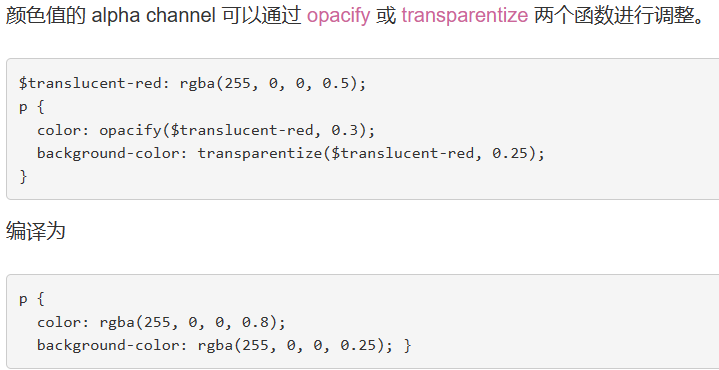 颜色值的 alpha channel 可以通过 opacify 或 transparentize 两个函数进行调整。
$translucent-red: rgba(255, 0, 0, 0.5);
p {
  color: opacify($translucent-red, 0.3);
  background-color: transparentize($translucent-red, 0.25);
}
编译为
p {
  color: rgba(255, 0, 0, 0.8);
  background-color: rgba(255, 0, 0, 0.25); }